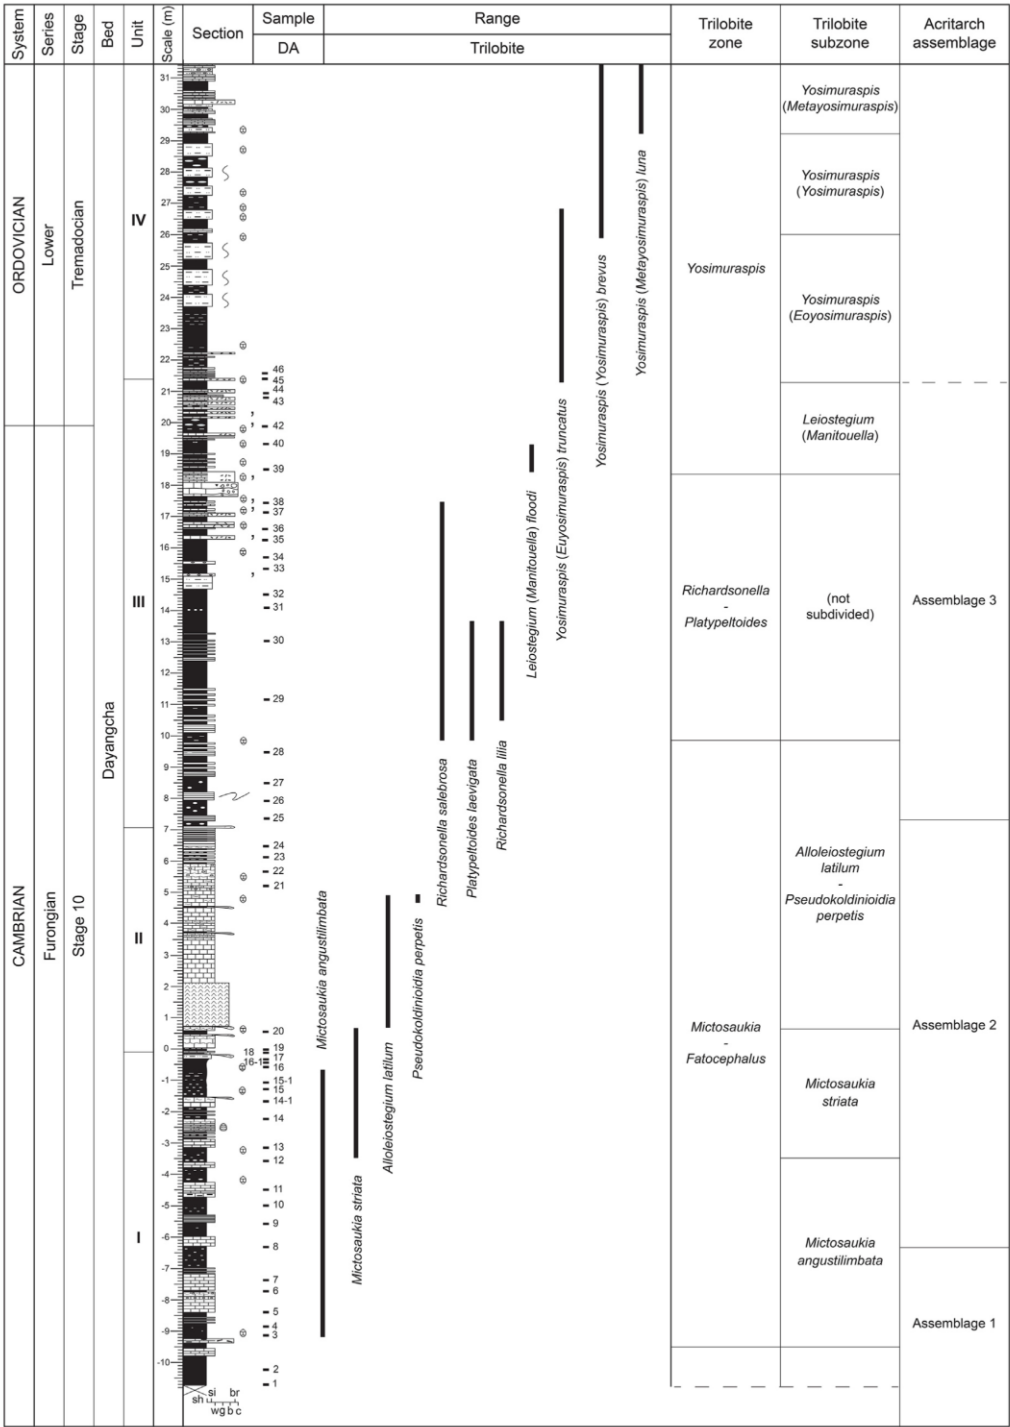 System
Series
Stage
Bed
Unit
Scale (m)
Section
Sample
DA
Range
Trilobite
Trilobite
zone
Trilobite
subzone
Acritarch
assemblage
ORDOVICIAN
CAMBRIAN
Lower
Furongian
Tremadocian
Stage 10
Dayangcha
IV
III
II
I
31
30
29
28
27
26
25
24
23
22
21
20
19
18
17
16
15
14
13
12
11
10
9
8
7
6
5
4
3
2
1
0
-1
-2
-3
-4
-5
-6
-7
-8
-9
-10
sh
si
br
wg b c
46
45
44
43
42
40
39
38
37
36
35
34
33
32
31
30
29
28
27
26
25
24
23
22
21
20
19
18
17
16-1
16
15-1
15
14-1
14
13
12
11
10
9
8
7
6
5
4
3
2
1
Mictosaukia angustilimbata
Mictosaukia striata
Alloleiostegium latilum
Pseudokoldinioidia perpetis
Richardsonella salebrosa
Platypeltoides laevigata
Richardsonella lilia
Leiostegium (Manitouella) floodi
Yosimuraspis (Euyosimuraspis) truncatus
Yosimuraspis (Yosimuraspis) brevus
Yosimuraspis (Metayosimuraspis) luna
Yosimuraspis
Richardsonella
-
Platypeltoides
Mictosaukia
-
Fatocephalus
Yosimuraspis
(Metayosimuraspis)
Yosimuraspis
(Yosimuraspis)
Yosimuraspis
(Eoyosimuraspis)
Leiostegium
(Manitouella)
(not
subdivided)
Alloleiostegium
latilum
-
Pseudokoldinioidia
perpetis
Mictosaukia
striata
Mictosaukia
angustilimbata
Assemblage 3
Assemblage 2
Assemblage 1